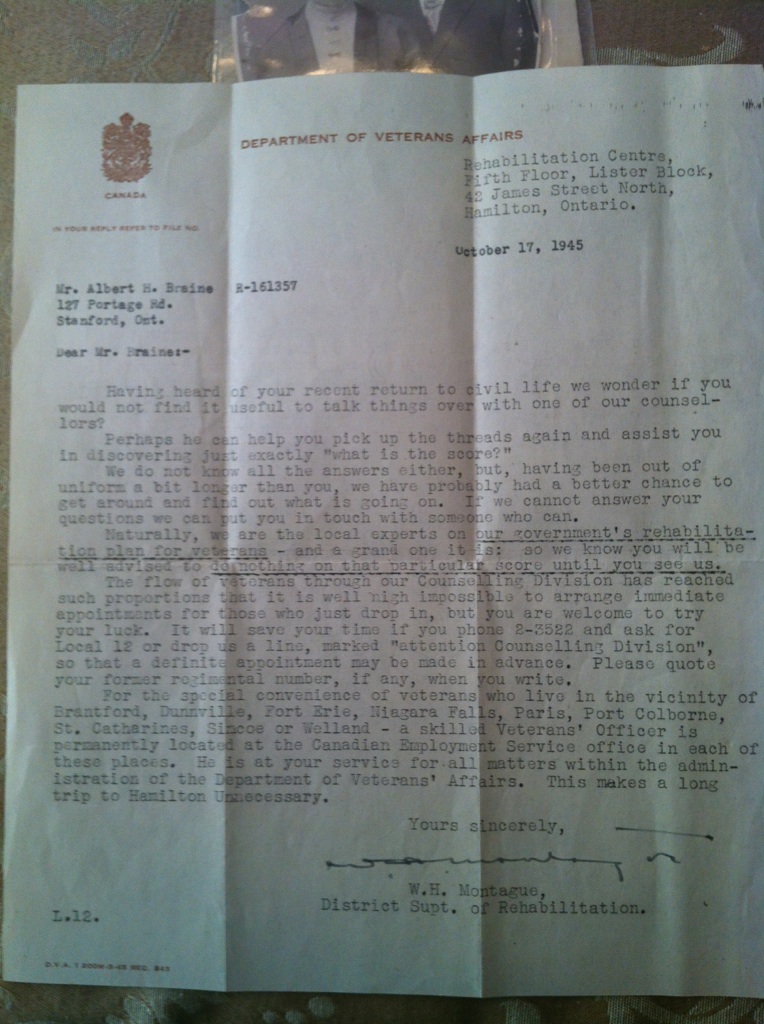 DEPARTMENT OF VETERANS AFFAIRS
CANADA
IN YOUR REPLY REFER TO FILE NO.
Rehabilitation Centre,
Fifth Floor, Lister Block,
42 James Street North,
Hamilton, Ontario.
October 17, 1945
Mr. Albert H. Braine R-161357
127 Portage Rd.
Stanford, Ont.
Dear Mr. Braine:-
Having heard of your recent return to civil life we wonder if you
would not find it useful to talk things over with one of our counsel-
lors?
Perhaps he can help you pick up the threads again and assist you
in discovering just exactly "what is the score?"
We do not know all the answers either, but, having been out of
uniform a bit longer than you, we have probably had a better chance to
get around and find out what is going on. If we cannot answer your
questions we can put you in touch with someone who can.
Naturally, we are the local experts on our government's rehabilita-
tion plan for veterans - and a grand one it is: so we know you will be
well advised to do nothing on that particular score until you see us.
The flow of veterans through our Counselling Division has reached
such proportions that it is well nigh impossible to arrange immediate
appointments for those who just drop in, but you are welcome to try
your luck. It will save your time if you phone 2-3522 and ask for
Local 12 or drop us a line, marked "attention Counselling Division",
so that a definite appointment may be made in advance. Please quote
your former regimental number, if any, when you write.
For the special convenience of veterans who live in the vicinity of
Brantford, Dunnville, Fort Erie, Niagara Falls, Paris, Port Colborne,
St. Catharines, Simcoe or Welland - a skilled Veterans' Officer is
permanently located at the Canadian Employment Service office in each of
these places. He is at your service for all matters within the admin-
istration of the Department of Veterans' Affairs. This makes a long
trip to Hamilton Unnecessary.
Yours sincerely,
W.H. Montague,
District Supt. of Rehabilitation.
L.12.